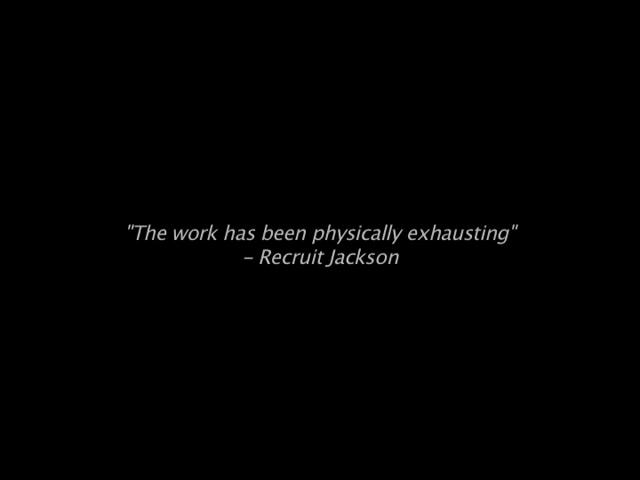 "The work has been physically exhausting"
– Recruit Jackson